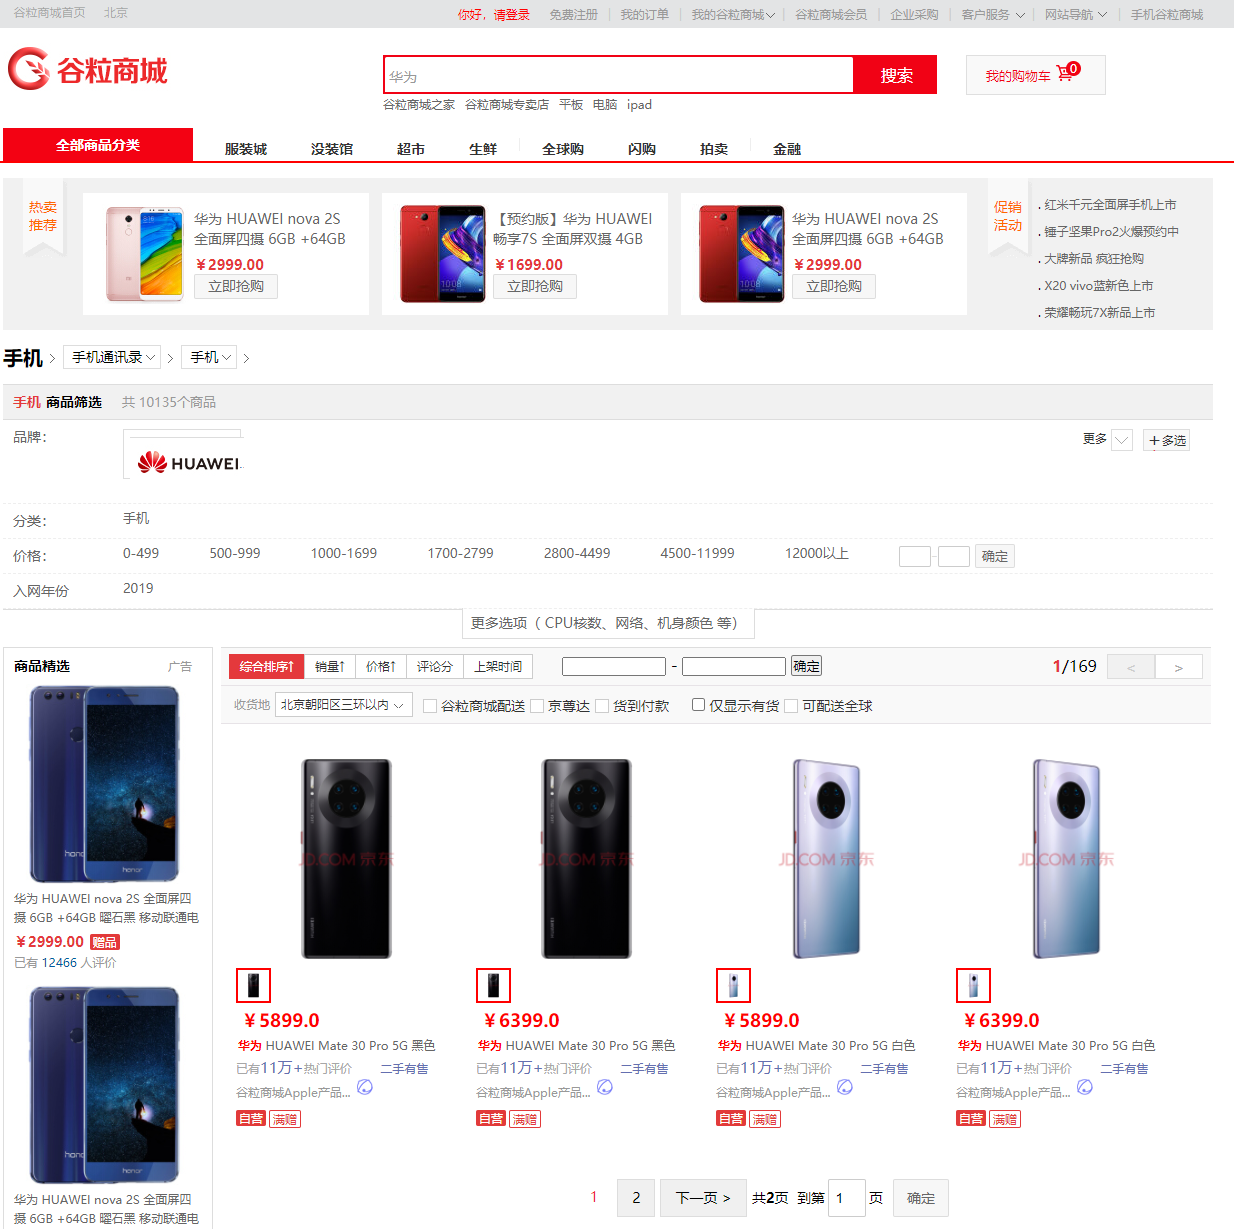 谷粒商城首页 北京 你好，请登录 免费注册 我的订单 我的谷粒商城 谷粒商城会员 企业采购 客户服务 网站导航 手机谷粒商城
谷粒商城
华为 搜索 我的购物车 0
谷粒商城之家 谷粒商城专卖店 平板 电脑 ipad
全部商品分类 服装城 没装馆 超市 生鲜 全球购 闪购 拍卖 金融
热卖
推荐
华为 HUAWEI nova 2S
全面屏四摄 6GB +64GB
￥2999.00
立即抢购
【预约版】华为 HUAWEI
畅享7S 全面屏双摄 4GB
￥1699.00
立即抢购
华为 HUAWEI nova 2S
全面屏四摄 6GB +64GB
￥2999.00
立即抢购
促销
活动
. 红米千元全面屏手机上市
. 锤子坚果Pro2火爆预约中
. 大牌新品 疯狂抢购
. X20 vivo蓝新色上市
. 荣耀畅玩7X新品上市
手机 > 手机通讯录 > 手机 >
手机 商品筛选 共 10135个商品
品牌： HUAWEI 更多 +多选
分类： 手机
价格： 0-499 500-999 1000-1699 1700-2799 2800-4499 4500-11999 12000以上 - 确定
入网年份 2019
更多选项（ CPU核数、网络、机身颜色 等）
商品精选 广告
honor
honor
华为 HUAWEI nova 2S 全面屏四
摄 6GB +64GB 曜石黑 移动联通电
￥2999.00 赠品
已有 12466 人评价
honor
honor
华为 HUAWEI nova 2S 全面屏四
摄 6GB +64GB 曜石黑 移动联通电
综合排序↑ 销量↑ 价格↑ 评论分 上架时间 - 确定 1/169 < >
收货地 北京朝阳区三环以内 谷粒商城配送 京尊达 货到付款 仅显示有货 可配送全球
JD.COM 京东
￥5899.0
华为 HUAWEI Mate 30 Pro 5G 黑色
已有11万+热门评价 二手有售
谷粒商城Apple产品...
自营 满赠
JD.COM 京东
￥6399.0
华为 HUAWEI Mate 30 Pro 5G 黑色
已有11万+热门评价 二手有售
谷粒商城Apple产品...
自营 满赠
JD.COM 京东
￥5899.0
华为 HUAWEI Mate 30 Pro 5G 白色
已有11万+热门评价 二手有售
谷粒商城Apple产品...
自营 满赠
JD.COM 京东
￥6399.0
华为 HUAWEI Mate 30 Pro 5G 白色
已有11万+热门评价 二手有售
谷粒商城Apple产品...
自营 满赠
1 2 下一页 > 共2页 到第 1 页 确定